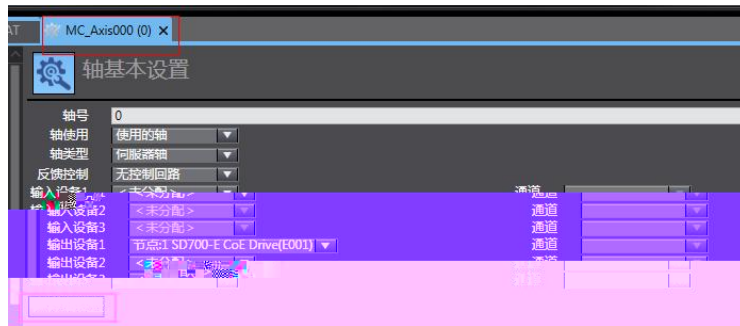 AT MC_Axis000 (0) ×
轴基本设置
轴号 0
轴使用 使用的轴
轴类型 伺服器轴
反馈控制 无控制回路
输入设备1 <未分配> 通道
输入设备2 <未分配> 通道
输入设备3 <未分配> 通道
输出设备1 节点:1 SD700-E CoE Drive(E001) 通道
输出设备2 通道